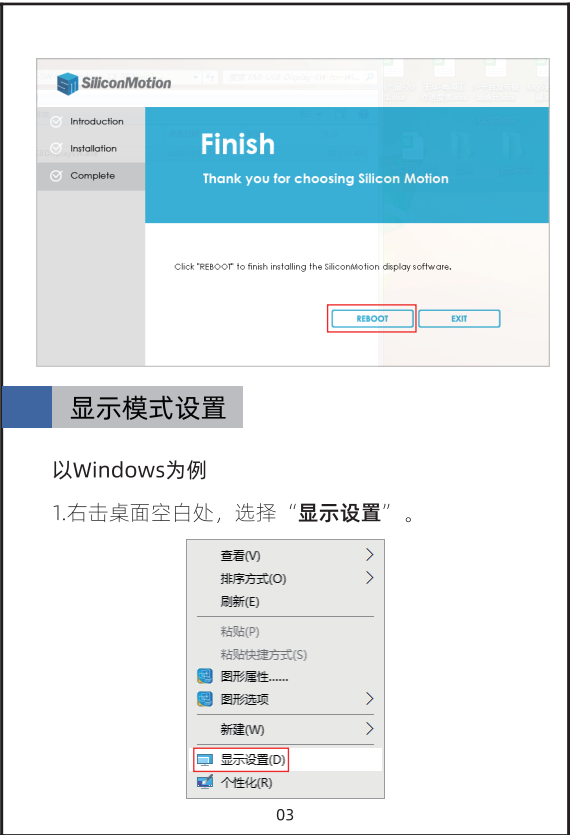 SiliconMotion
Introduction
Installation
Complete
Finish
Thank you for choosing Silicon Motion
Click "REBOOT" to finish installing the SiliconMotion display software.
REBOOT
EXIT
显示模式设置
以Windows为例
1.右击桌面空白处，选择“显示设置”。
查看(V)
排序方式(O)
刷新(E)
粘贴(P)
粘贴快捷方式(S)
图形属性......
图形选项
新建(W)
显示设置(D)
个性化(R)
03